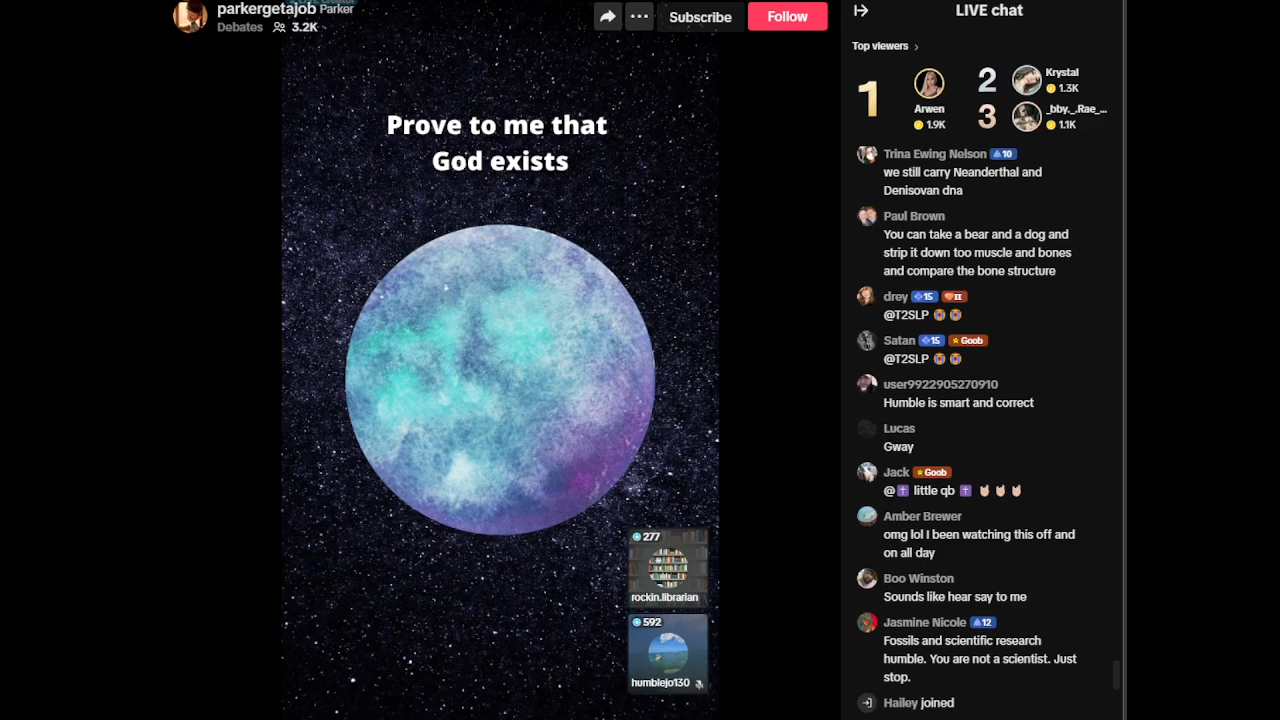 parkergetajob Parker
Debates 3.2K
Subscribe
Follow
Prove to me that
God exists
277
rockin.librarian
592
humblejo130
LIVE chat
Top viewers >
1
Arwen
1.9K
2
Krystal
1.3K
3
_bby._.Rae_...
1.1K
Trina Ewing Nelson 10
we still carry Neanderthal and
Denisovan dna
Paul Brown
You can take a bear and a dog and
strip it down too muscle and bones
and compare the bone structure
drey 15 II
@T2SLP 😭 😭
Satan 15 Goob
@T2SLP 😭 😭
user9922905270910
Humble is smart and correct
Lucas
Gway
Jack Goob
@✝️ little qb ✝️ 🤘🏻 🤘🏻 🤘🏻
Amber Brewer
omg lol I been watching this off and
on all day
Boo Winston
Sounds like hear say to me
Jasmine Nicole 12
Fossils and scientific research
humble. You are not a scientist. Just
stop.
Hailey joined